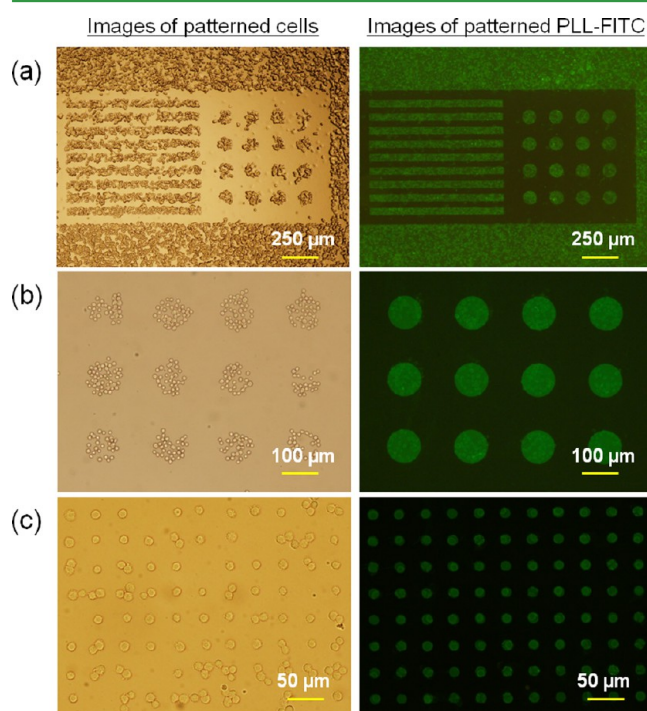 Images of patterned cells
Images of patterned PLL-FITC
(a)
250 µm
250 µm
(b)
100 µm
100 µm
(c)
50 µm
50 µm